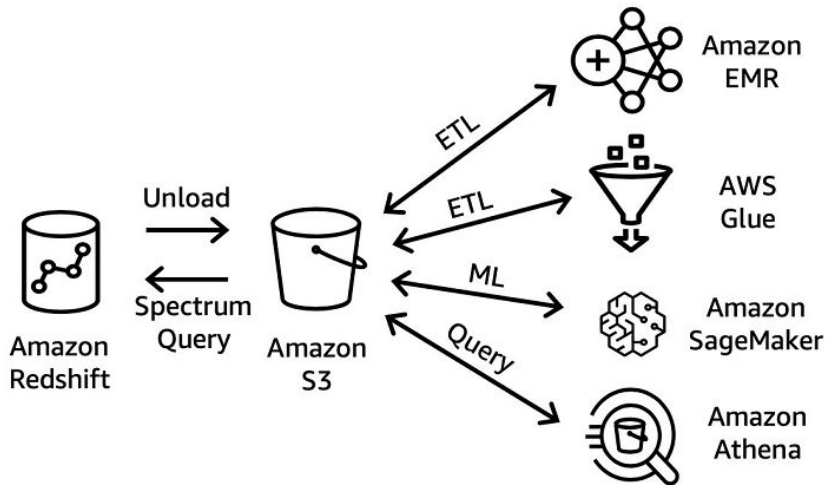 Amazon
EMR
ETL
Unload
ETL
AWS
Glue
ML
Spectrum
Query
Amazon
Redshift
Amazon
S3
Query
Amazon
SageMaker
Amazon
Athena